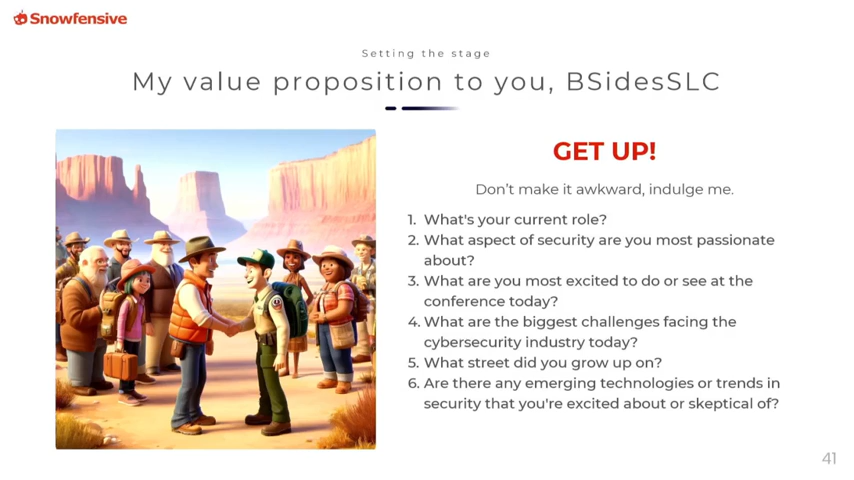 Snowfensive
Setting the stage
My value proposition to you, BSidesSLC
GET UP!
Don't make it awkward, indulge me.
1. What's your current role?
2. What aspect of security are you most passionate
about?
3. What are you most excited to do or see at the
conference today?
4. What are the biggest challenges facing the
cybersecurity industry today?
5. What street did you grow up on?
6. Are there any emerging technologies or trends in
security that you're excited about or skeptical of?
41